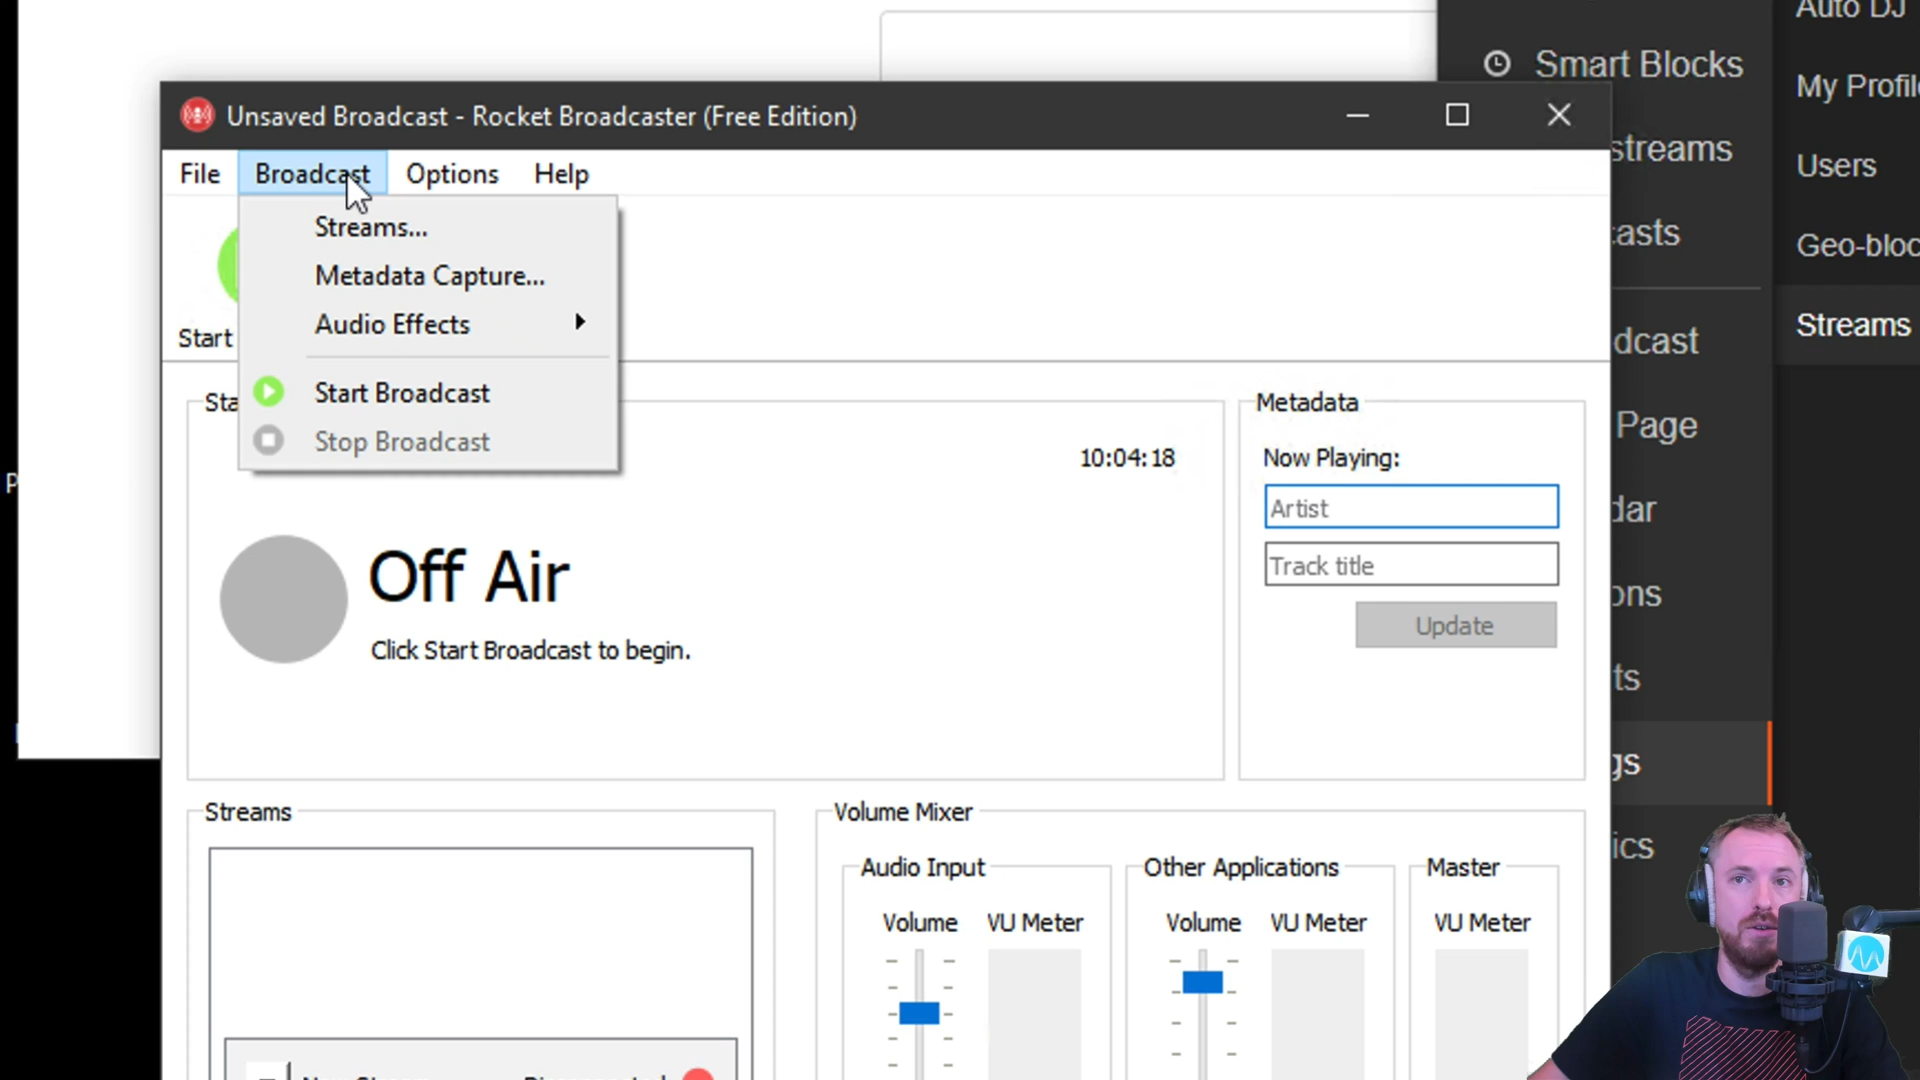 Auto DJ
Smart Blocks
My Profil
Unsaved Broadcast - Rocket Broadcaster (Free Edition)
streams
Users
File Broadcast Options Help
Streams...
casts
Geo-bloc
Metadata Capture...
Audio Effects
Start
dcast
Streams
Start Broadcast
Sta
Metadata
Page
Stop Broadcast
10:04:18
Now Playing:
Artist
dar
Off Air
Track title
ons
Update
Click Start Broadcast to begin.
ts
gs
Streams
Volume Mixer
ics
Audio Input
Other Applications
Master
Volume VU Meter
Volume VU Meter
VU Meter